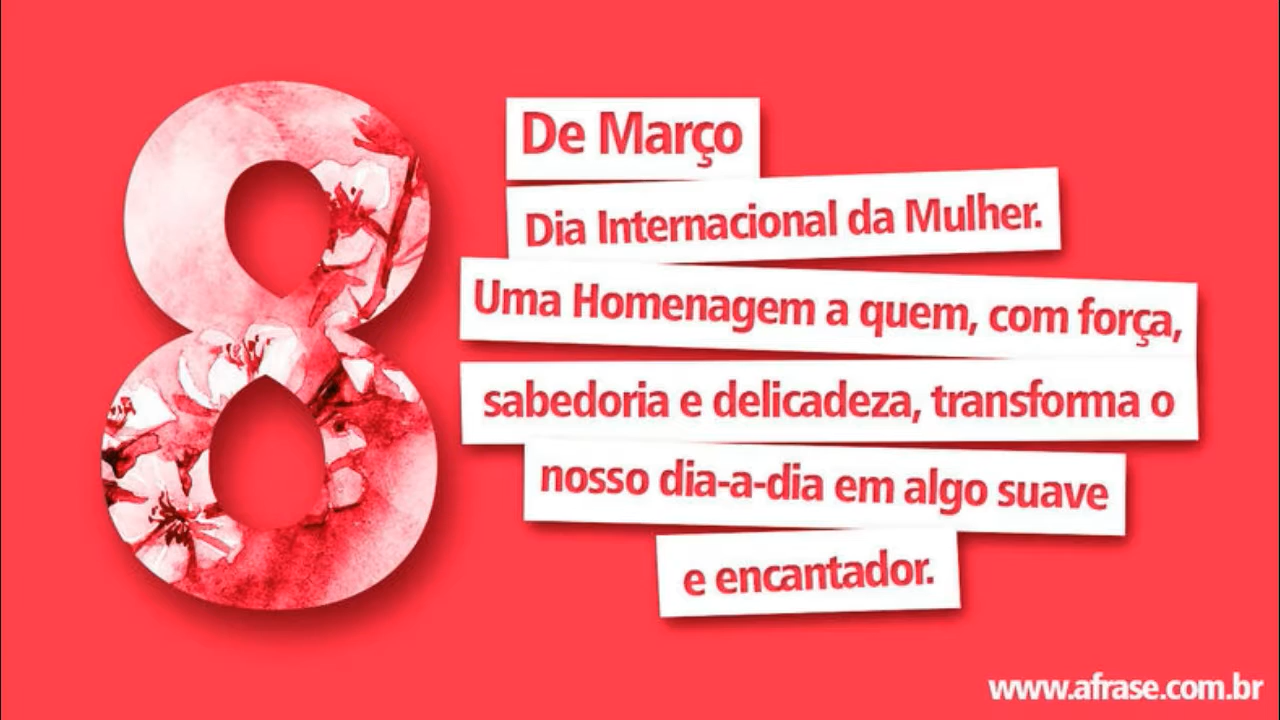 8
De Março
Dia Internacional da Mulher.
Uma Homenagem a quem, com força,
sabedoria e delicadeza, transforma o
nosso dia-a-dia em algo suave
e encantador.
www.afrase.com.br